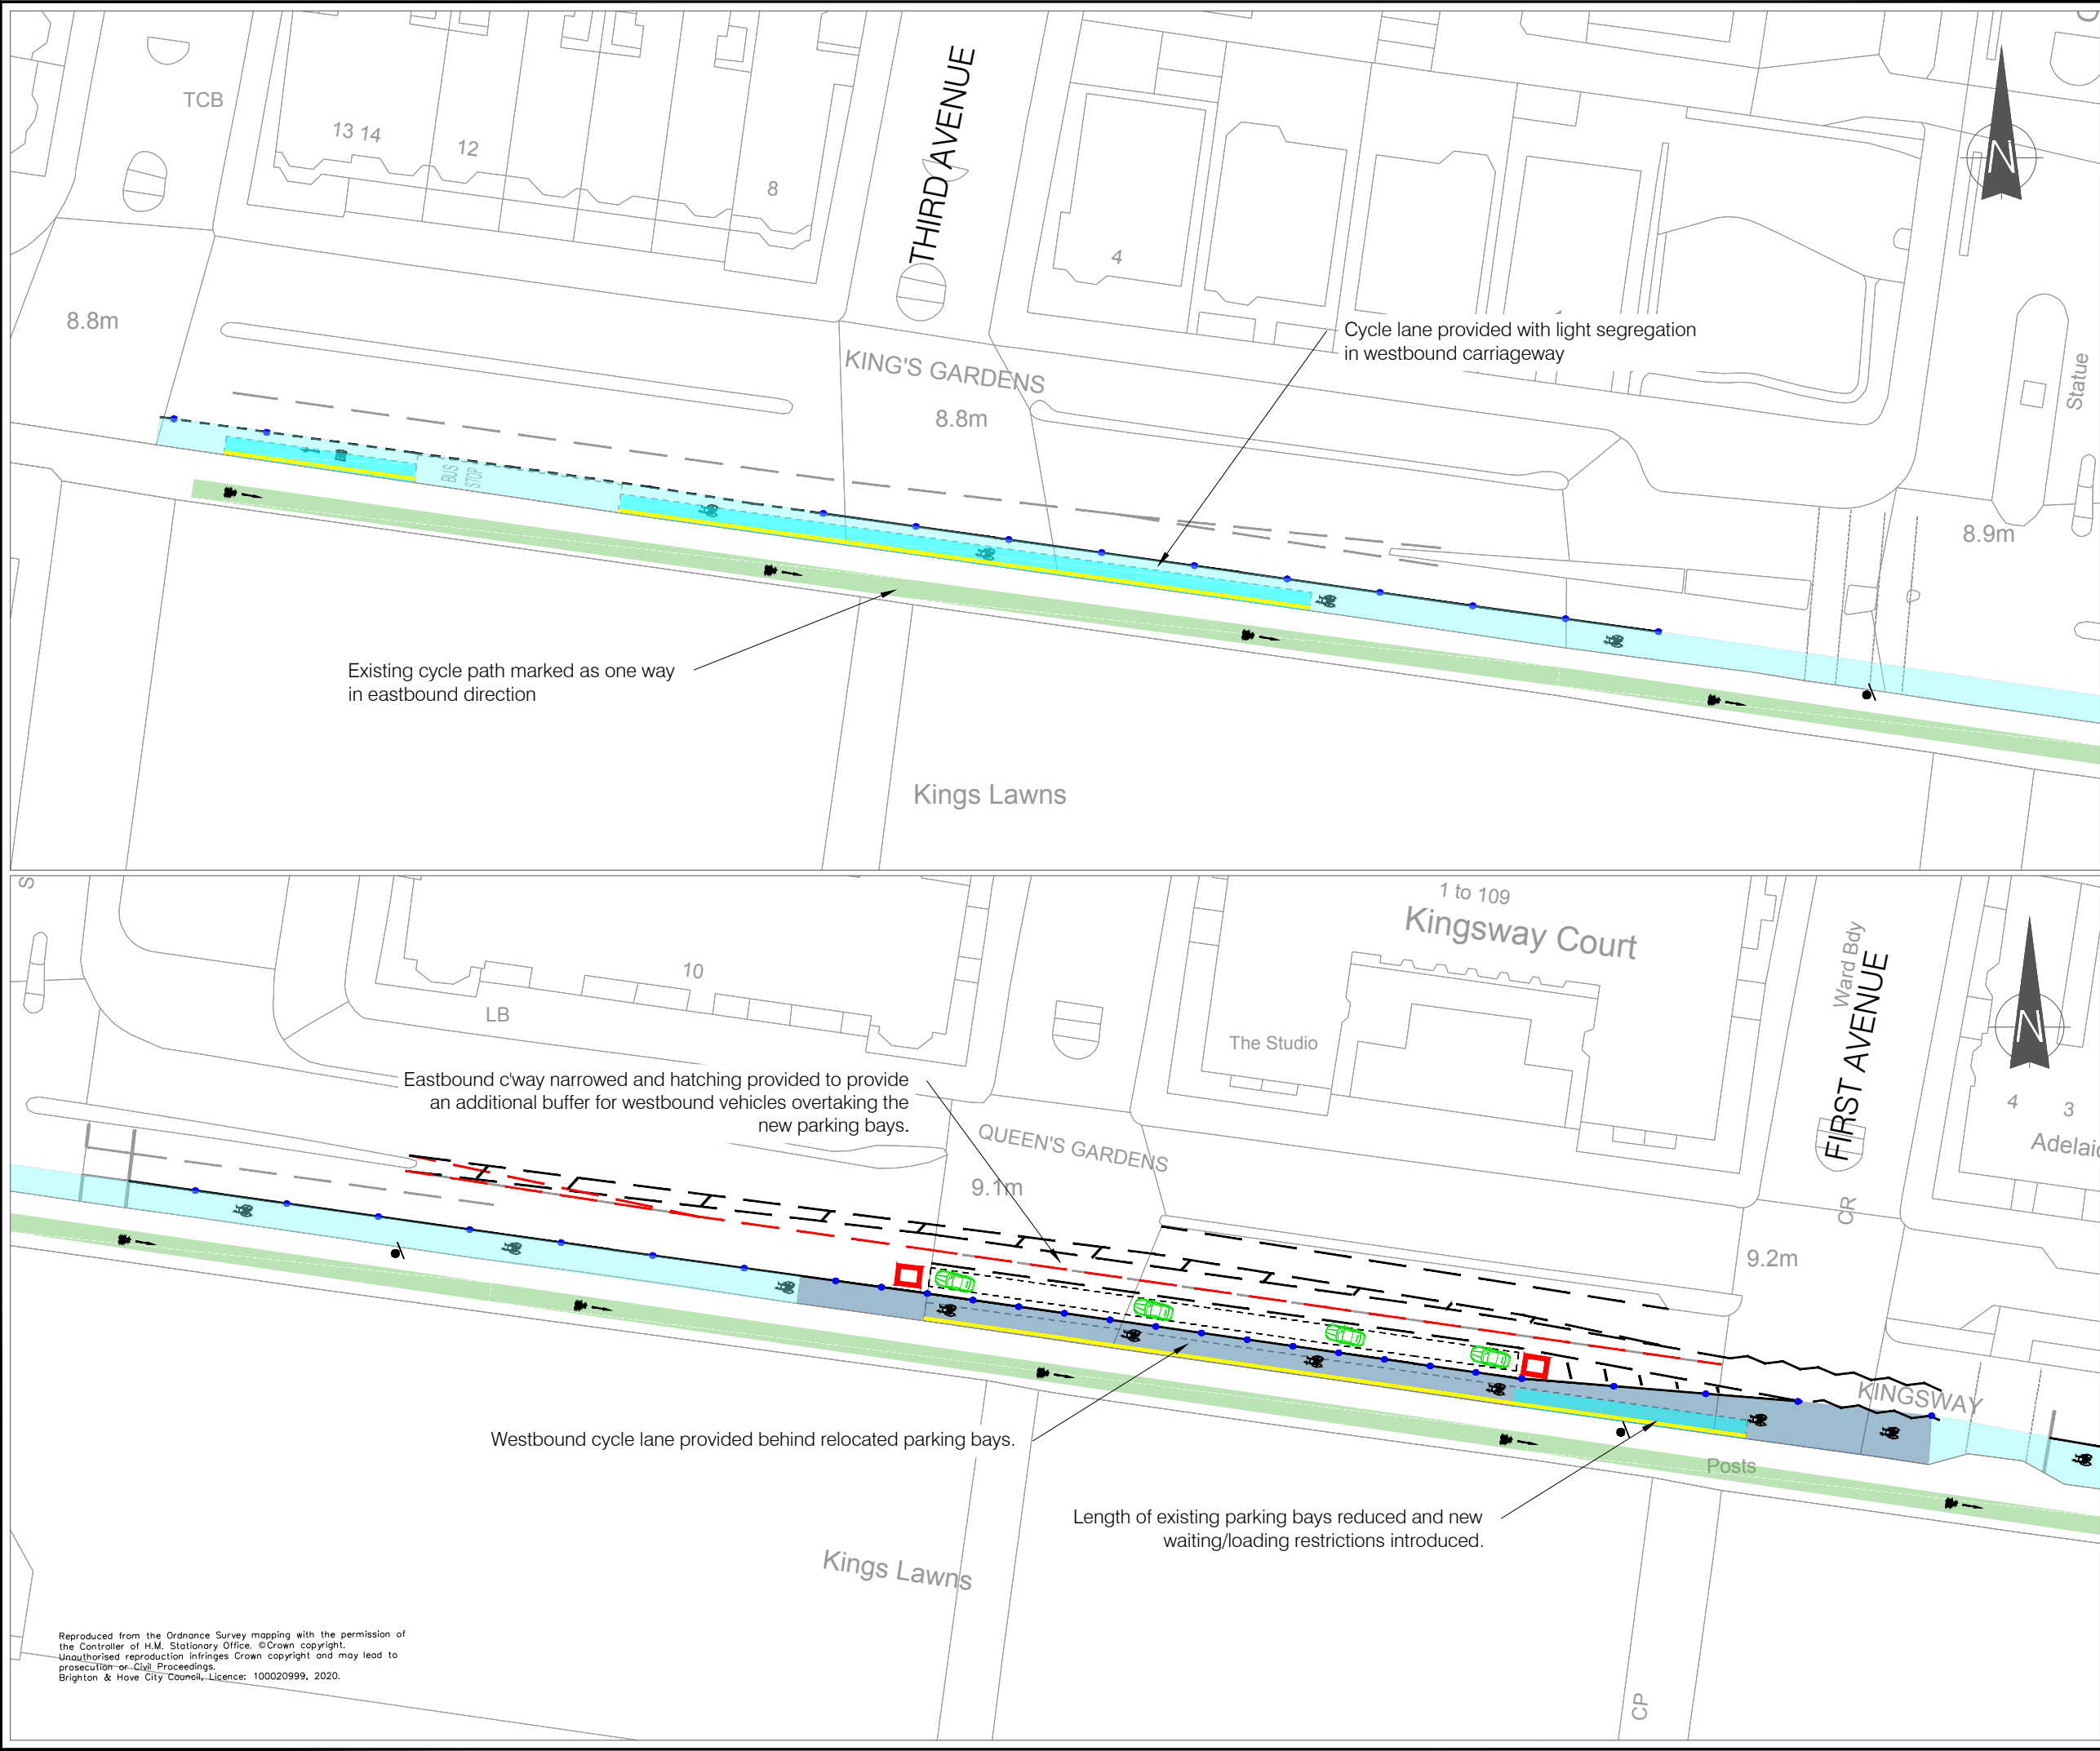 TCB
13 14
12
8
THIRD AVENUE
4
N
8.8m
KING'S GARDENS
8.8m
Cycle lane provided with light segregation
in westbound carriageway
Statue
8.9m
BUS
STOP
Existing cycle path marked as one way
in eastbound direction
Kings Lawns
S
10
LB
1 to 109
Kingsway Court
The Studio
Ward Bdy
FIRST AVENUE
N
4
3
Adelaid
Eastbound c'way narrowed and hatching provided to provide
an additional buffer for westbound vehicles overtaking the
new parking bays.
QUEEN'S GARDENS
9.1m
CR
9.2m
KINGSWAY
Westbound cycle lane provided behind relocated parking bays.
Posts
Length of existing parking bays reduced and new
waiting/loading restrictions introduced.
Kings Lawns
CP
Reproduced from the Ordnance Survey mapping with the permission of
the Controller of H.M. Stationary Office. ©Crown copyright.
Unauthorised reproduction infringes Crown copyright and may lead to
prosecution or Civil Proceedings.
Brighton & Hove City Council, Licence: 100020999, 2020.